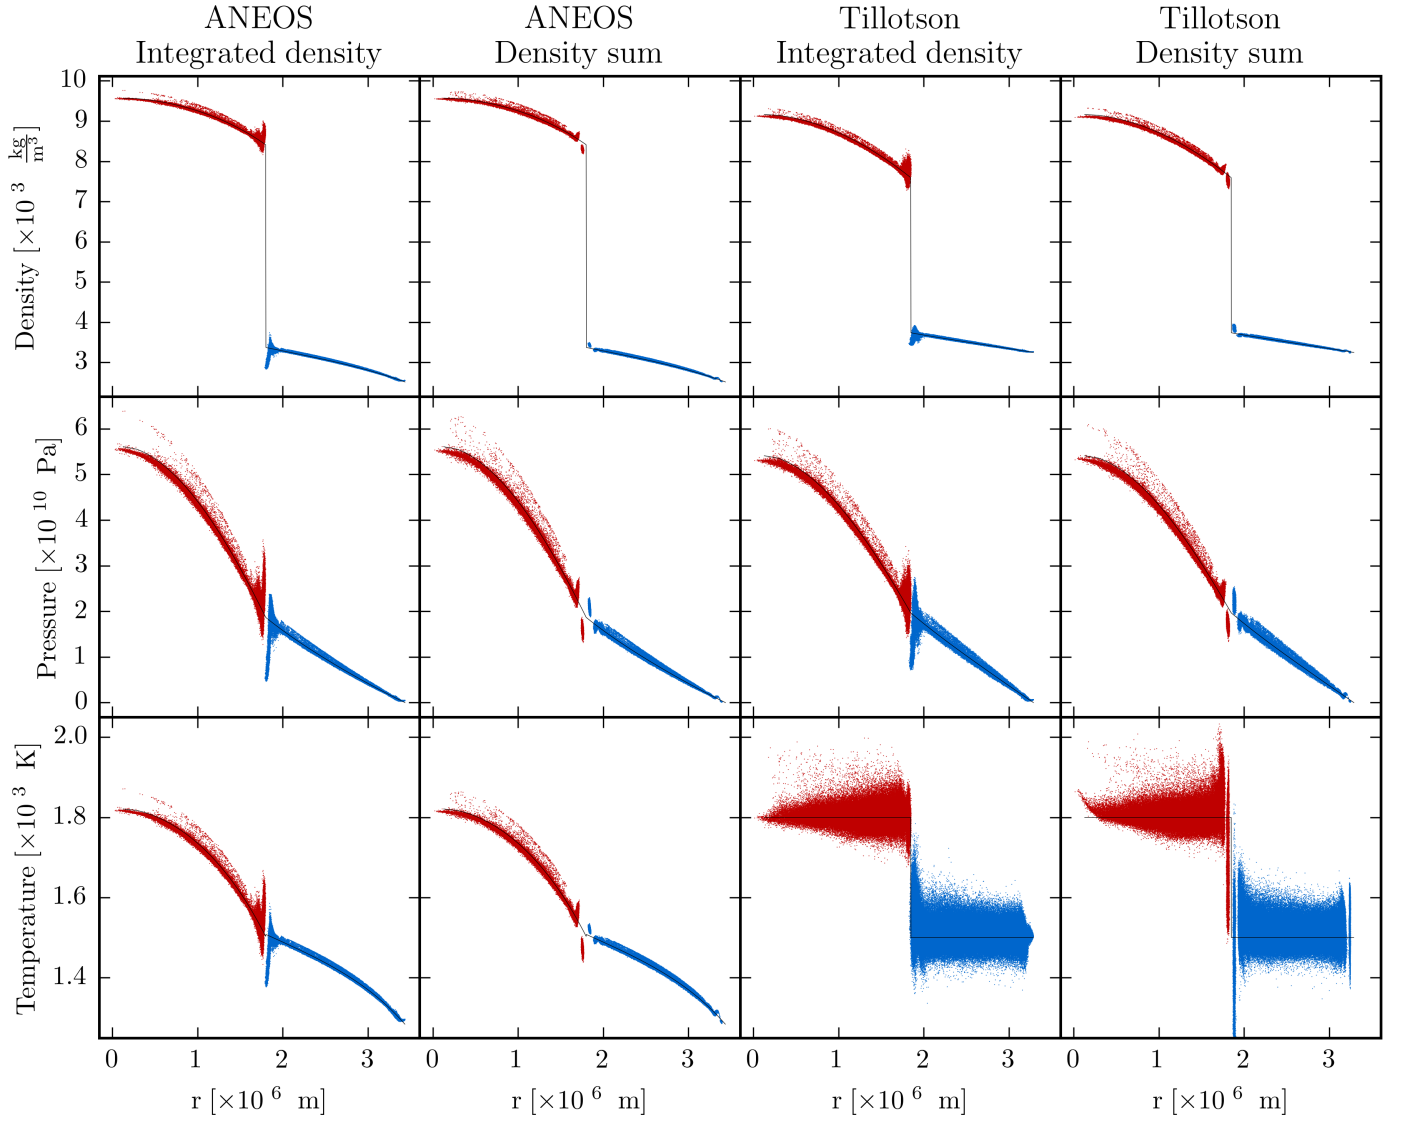 ANEOS ANEOS Tillotson Tillotson
Integrated density Density sum Integrated density Density sum
Density [×10 3 kg/m3]
10
9
8
7
6
5
4
3
Pressure [×10 10 Pa]
6
5
4
3
2
1
0
Temperature [×10 3 K]
2.0
1.8
1.6
1.4
0 1 2 3 0 1 2 3 0 1 2 3 0 1 2 3
r [×10 6 m] r [×10 6 m] r [×10 6 m] r [×10 6 m]